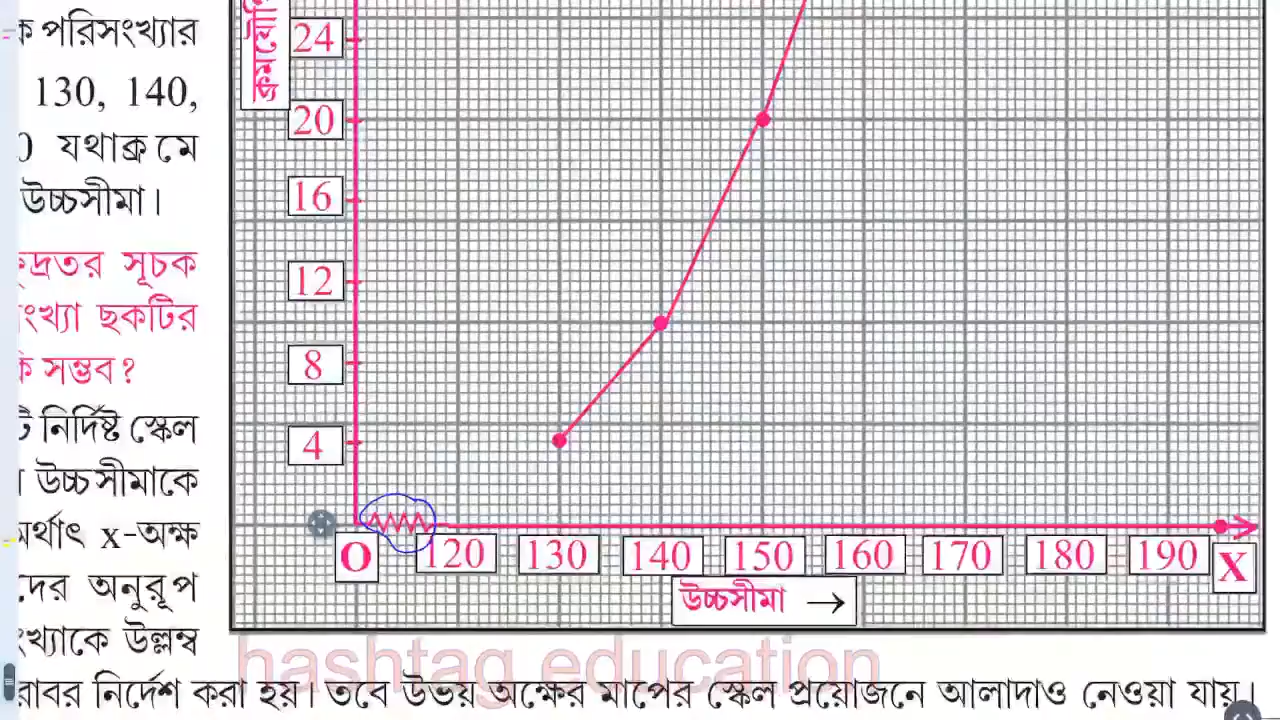 পরিসংখ্যার
130, 140,
0 যথাক্রমে
উচ্চসীমা।
ক্ষুদ্রতর সূচক
ংখ্যা ছকটির
কি সম্ভব?
নির্দিষ্ট স্কেল
উচ্চসীমাকে
অর্থাৎ x-অক্ষ
দের অনুরূপ
ংখ্যাকে উল্লম্ব
রাবর নির্দেশ করা হয়। তবে উভয় অক্ষের মাপের স্কেল প্রয়োজনে আলাদাও নেওয়া যায়।
24
20
16
12
8
4
O 120 130 140 150 160 170 180 190 X
উচ্চসীমা →
hashtag education